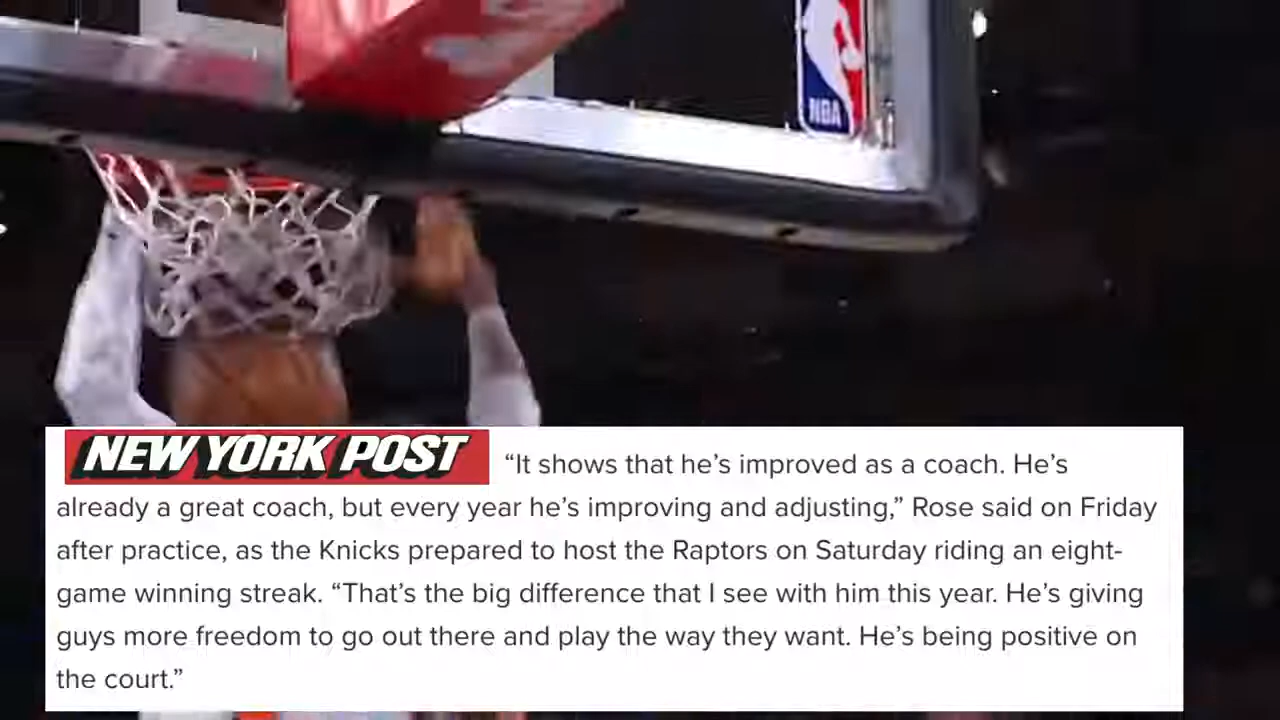 NBA
NEW YORK POST “It shows that he’s improved as a coach. He’s
already a great coach, but every year he’s improving and adjusting,” Rose said on Friday
after practice, as the Knicks prepared to host the Raptors on Saturday riding an eight-
game winning streak. “That’s the big difference that I see with him this year. He’s giving
guys more freedom to go out there and play the way they want. He’s being positive on
the court.”